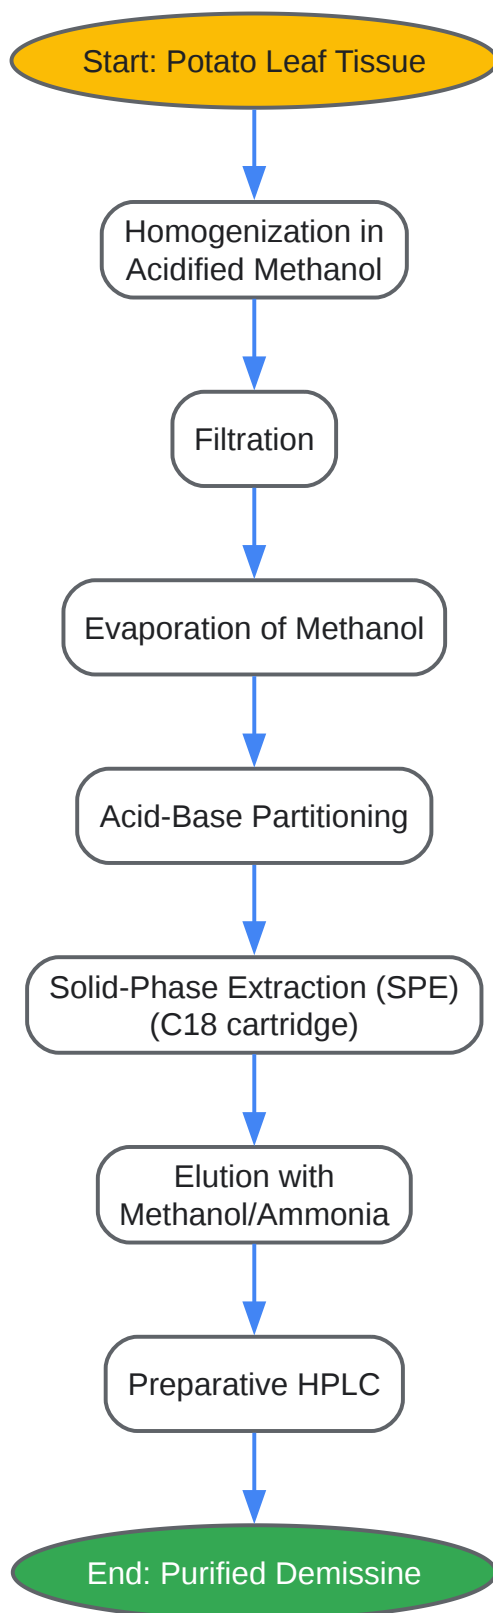 Start: Potato Leaf Tissue
Homogenization in
Acidified Methanol
Filtration
Evaporation of Methanol
Acid-Base Partitioning
Solid-Phase Extraction (SPE)
(C18 cartridge)
Elution with
Methanol/Ammonia
Preparative HPLC
End: Purified Demissine